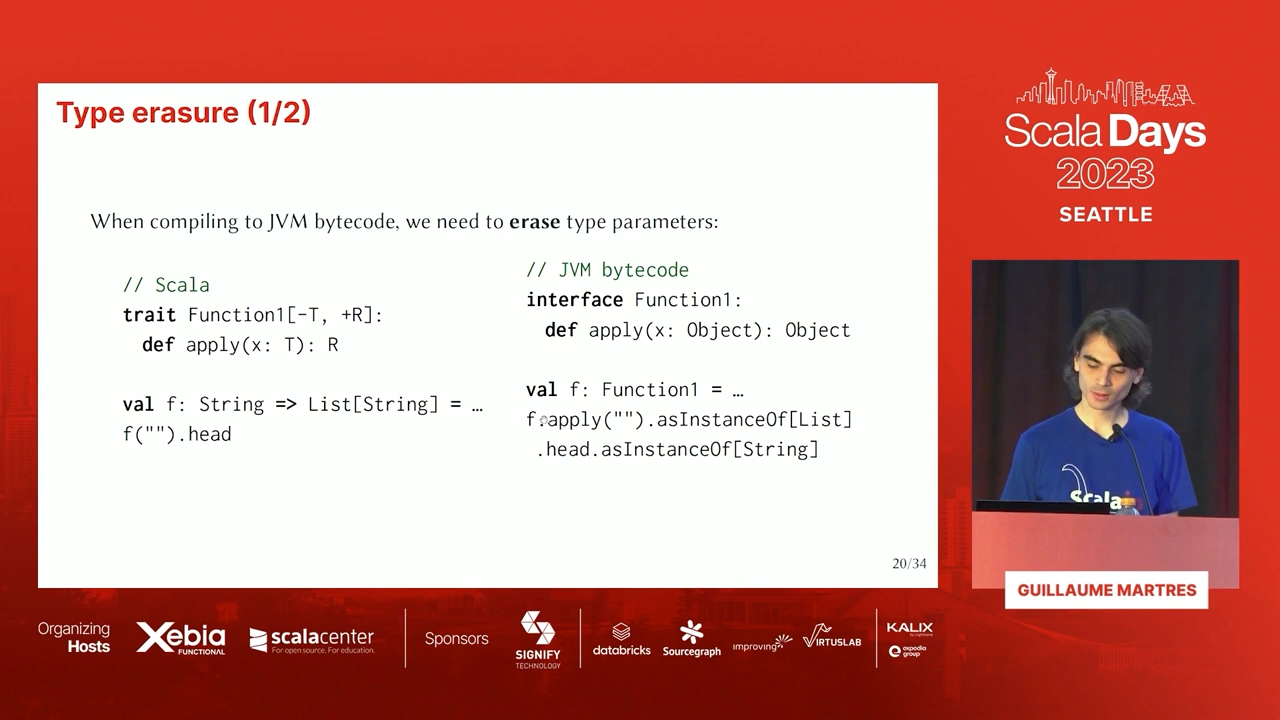 Type erasure (1/2)
When compiling to JVM bytecode, we need to erase type parameters:
// Scala
trait Function1[-T, +R]:
def apply(x: T): R
val f: String => List[String] = …
f("").head
// JVM bytecode
interface Function1:
def apply(x: Object): Object
val f: Function1 = …
f.apply("").asInstanceOf[List]
.head.asInstanceOf[String]
20/34
Scala Days
2023
SEATTLE
Scala
GUILLAUME MARTRES
Organizing
Hosts
Xebia
FUNCTIONAL
scalacenter
For open source. For education.
Sponsors
SIGNIFY
TECHNOLOGY
databricks
Sourcegraph
improving
VIRTUSLAB
KALIX
expedia
group